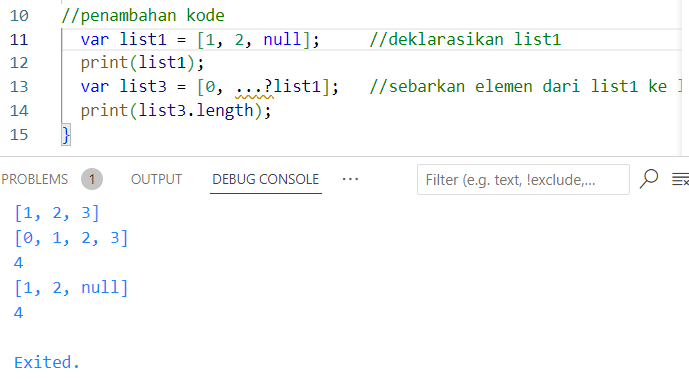 10 //penambahan kode
11 var list1 = [1, 2, null]; //deklarasikan list1
12 print(list1);
13 var list3 = [0, ...?list1]; //sebarkan elemen dari list1 ke
14 print(list3.length);
15 }
PROBLEMS 1 OUTPUT DEBUG CONSOLE ... Filter (e.g. text, !exclude,...
[1, 2, 3]
[0, 1, 2, 3]
4
[1, 2, null]
4
Exited.